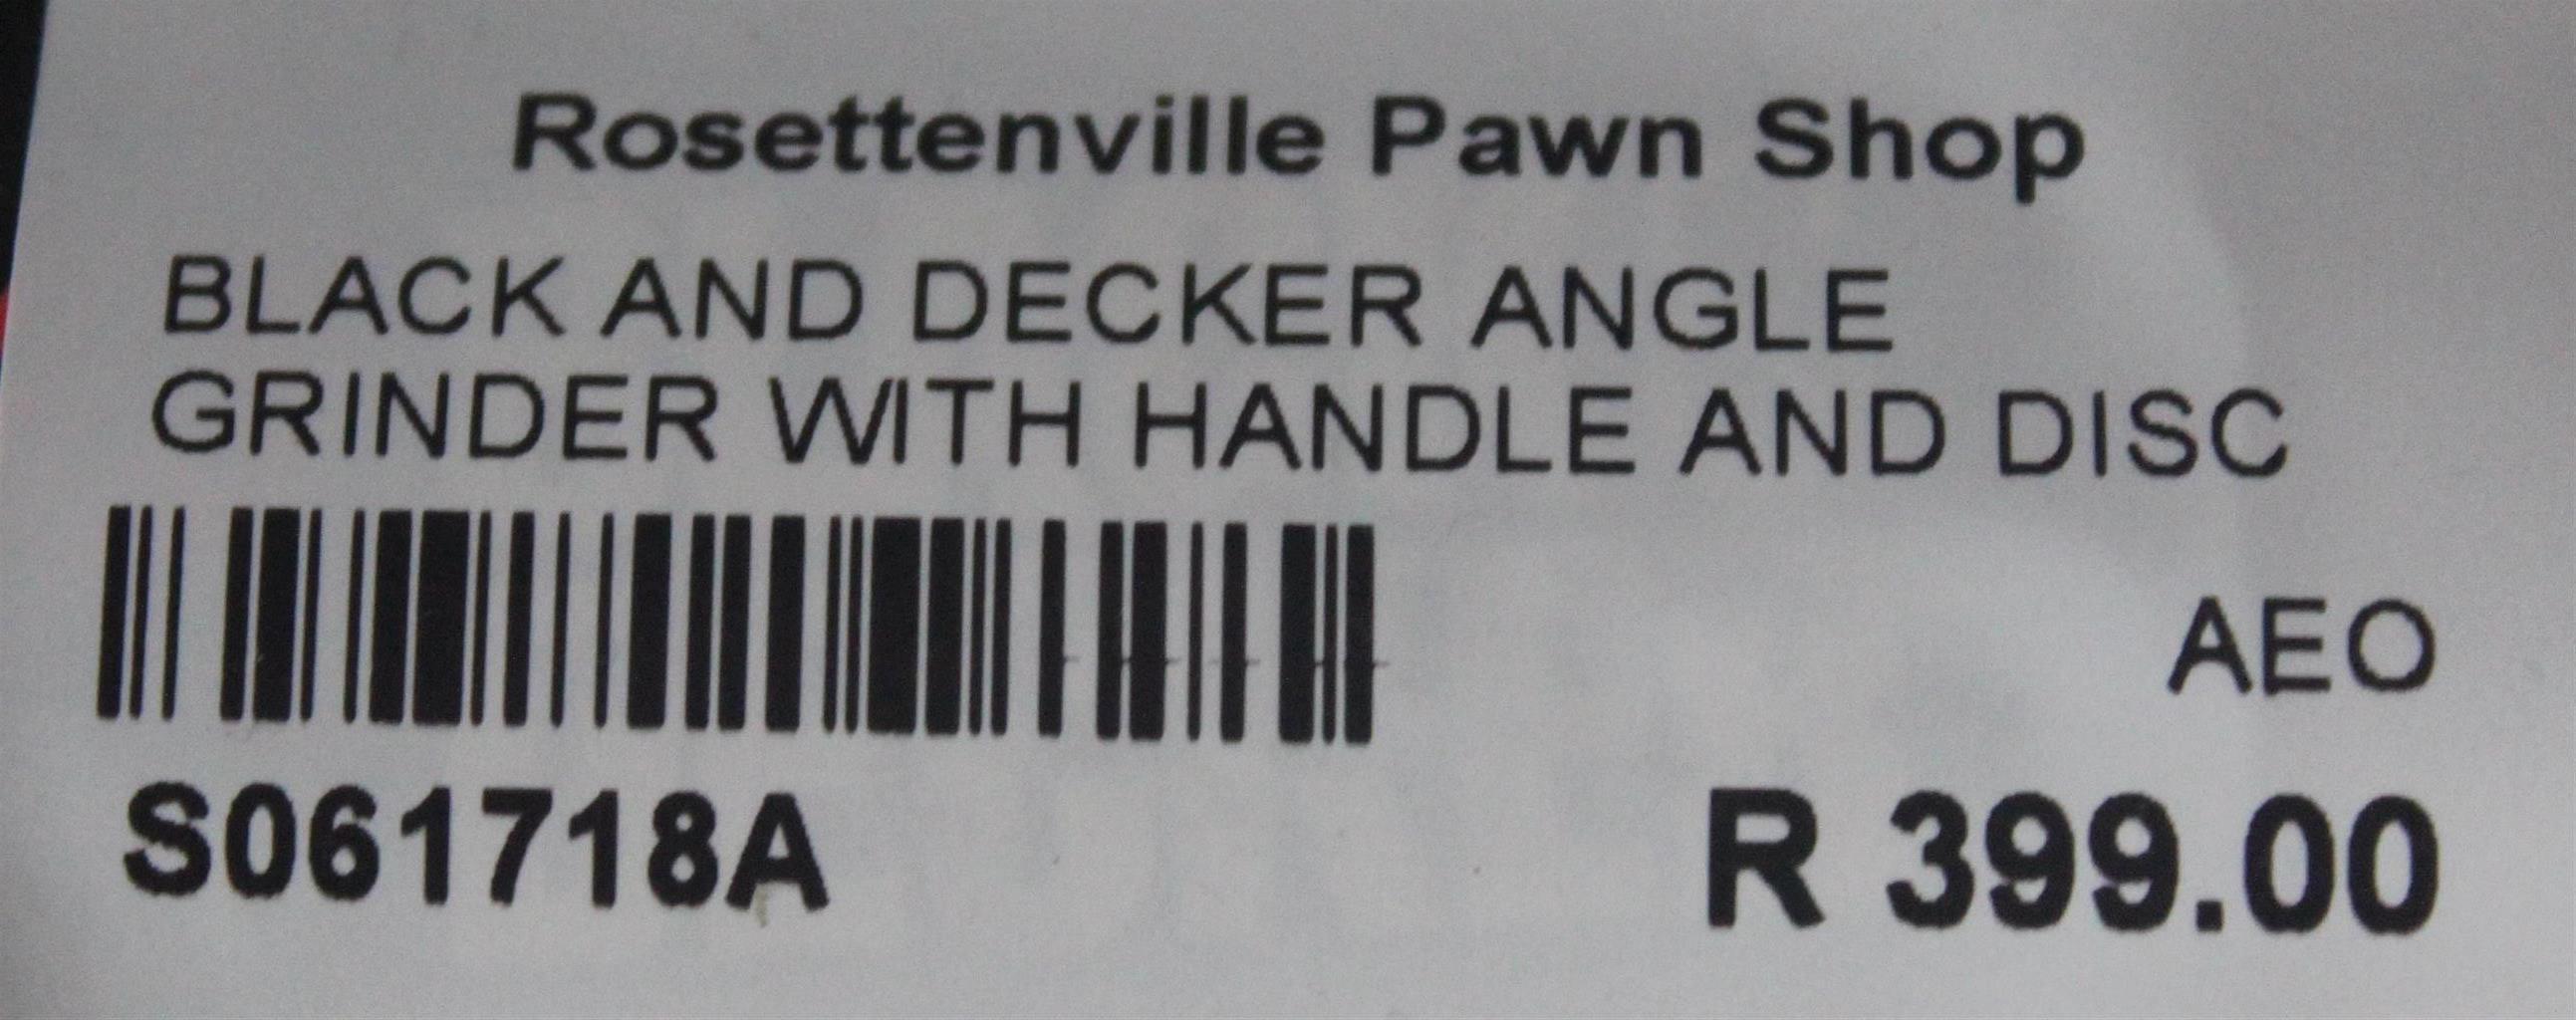 Rosettenville Pawn Shop
BLACK AND DECKER ANGLE
GRINDER WITH HANDLE AND DISC
AEO
S061718A R 399.00